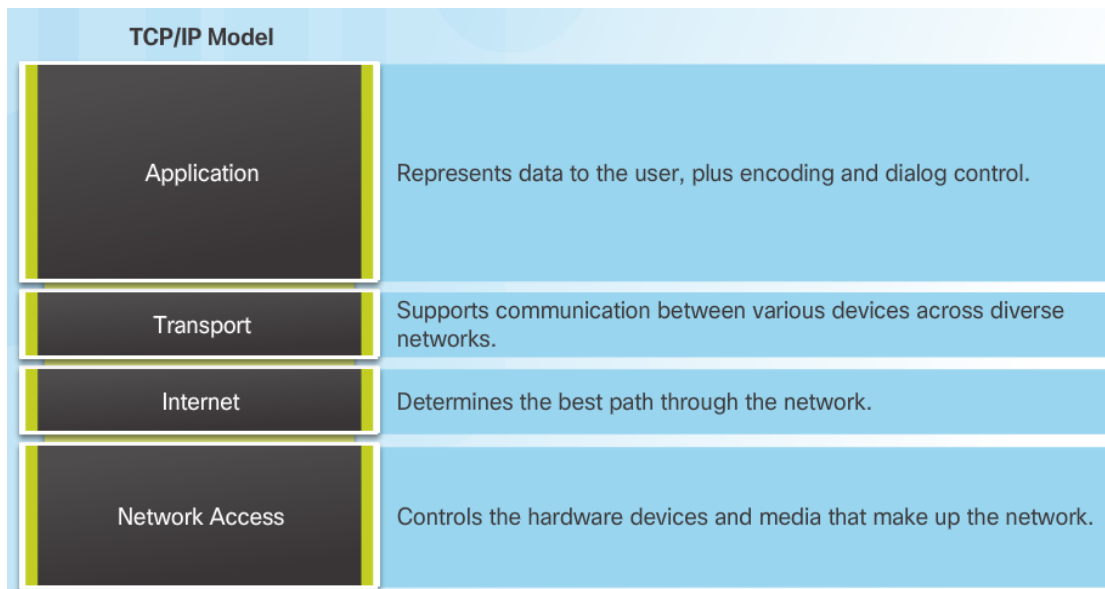 TCP/IP Model
Application
Represents data to the user, plus encoding and dialog control.
Transport
Supports communication between various devices across diverse
networks.
Internet
Determines the best path through the network.
Network Access
Controls the hardware devices and media that make up the network.